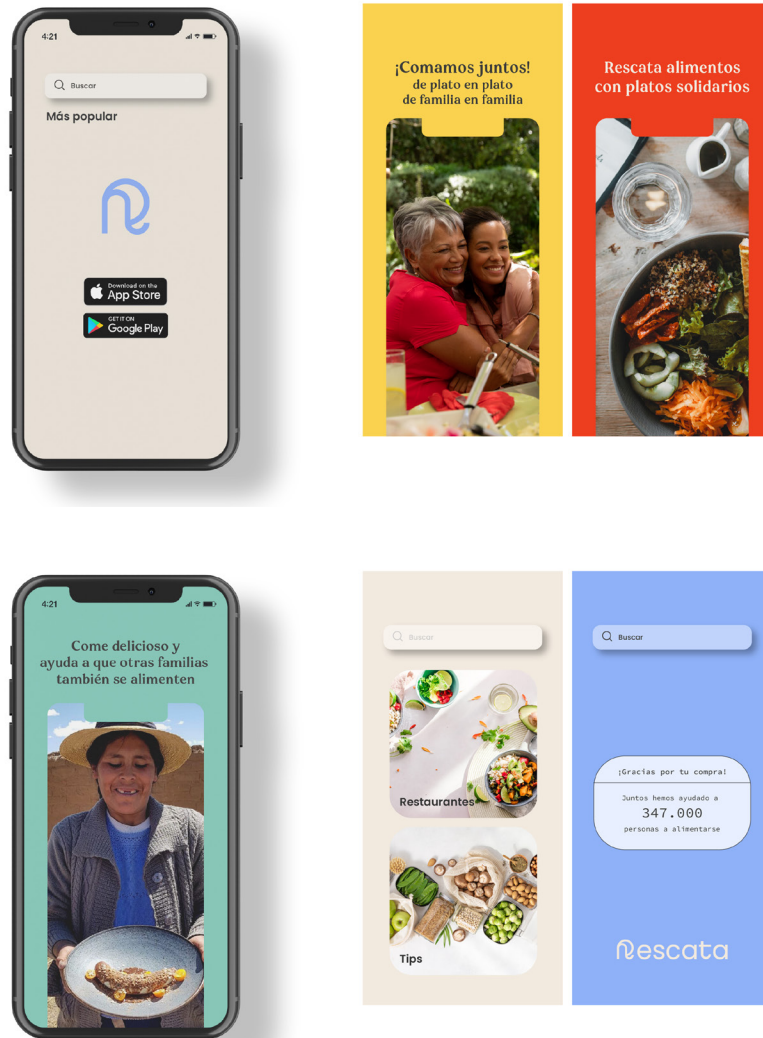 4:21
Buscar
Más popular
Download on the
App Store
GET IT ON
Google Play
¡Comamos juntos!
de plato en plato
de familia en familia
Rescata alimentos
con platos solidarios
4:21
Come delicioso y
ayuda a que otras familias
también se alimenten
Buscar
Restaurantes
Tips
Buscar
¡Gracias por tu compra!
Juntos hemos ayudado a
347.000
personas a alimentarse
Rescata